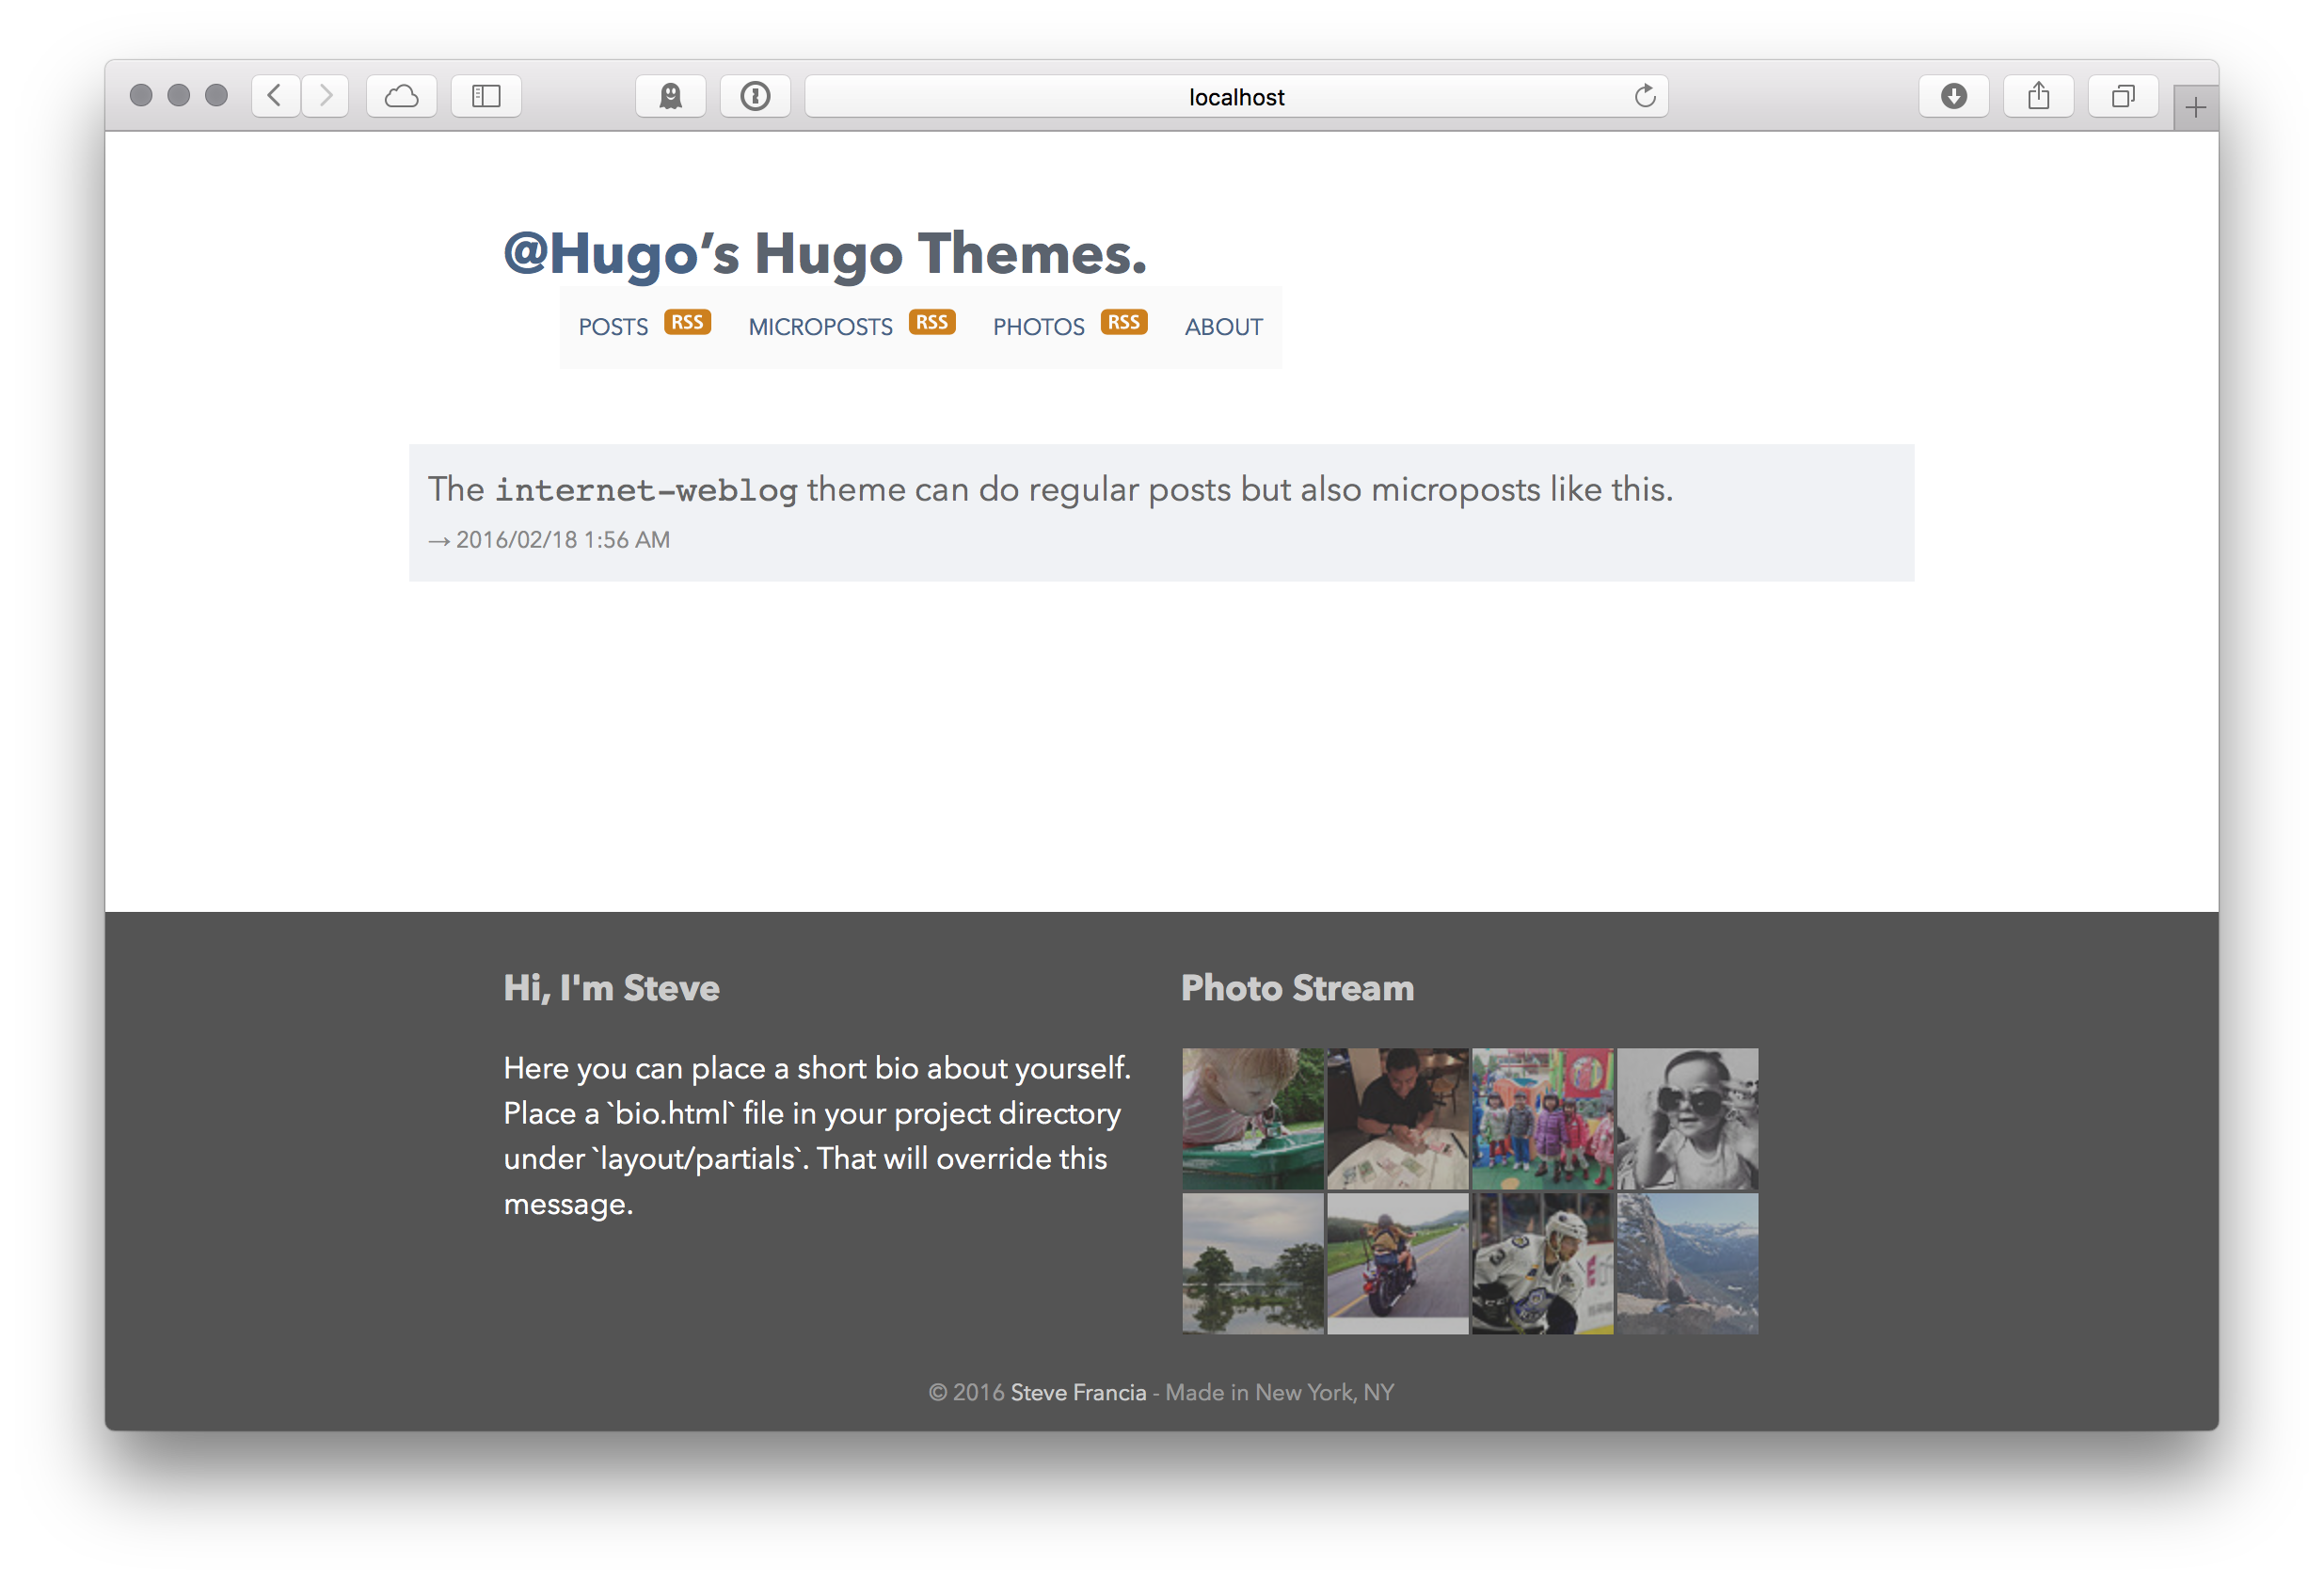 localhost
@Hugo’s Hugo Themes.
POSTS RSS MICROPOSTS RSS PHOTOS RSS ABOUT
The internet-weblog theme can do regular posts but also microposts like this.
→ 2016/02/18 1:56 AM
Hi, I'm Steve
Here you can place a short bio about yourself.
Place a `bio.html` file in your project directory
under `layout/partials`. That will override this
message.
Photo Stream
© 2016 Steve Francia - Made in New York, NY